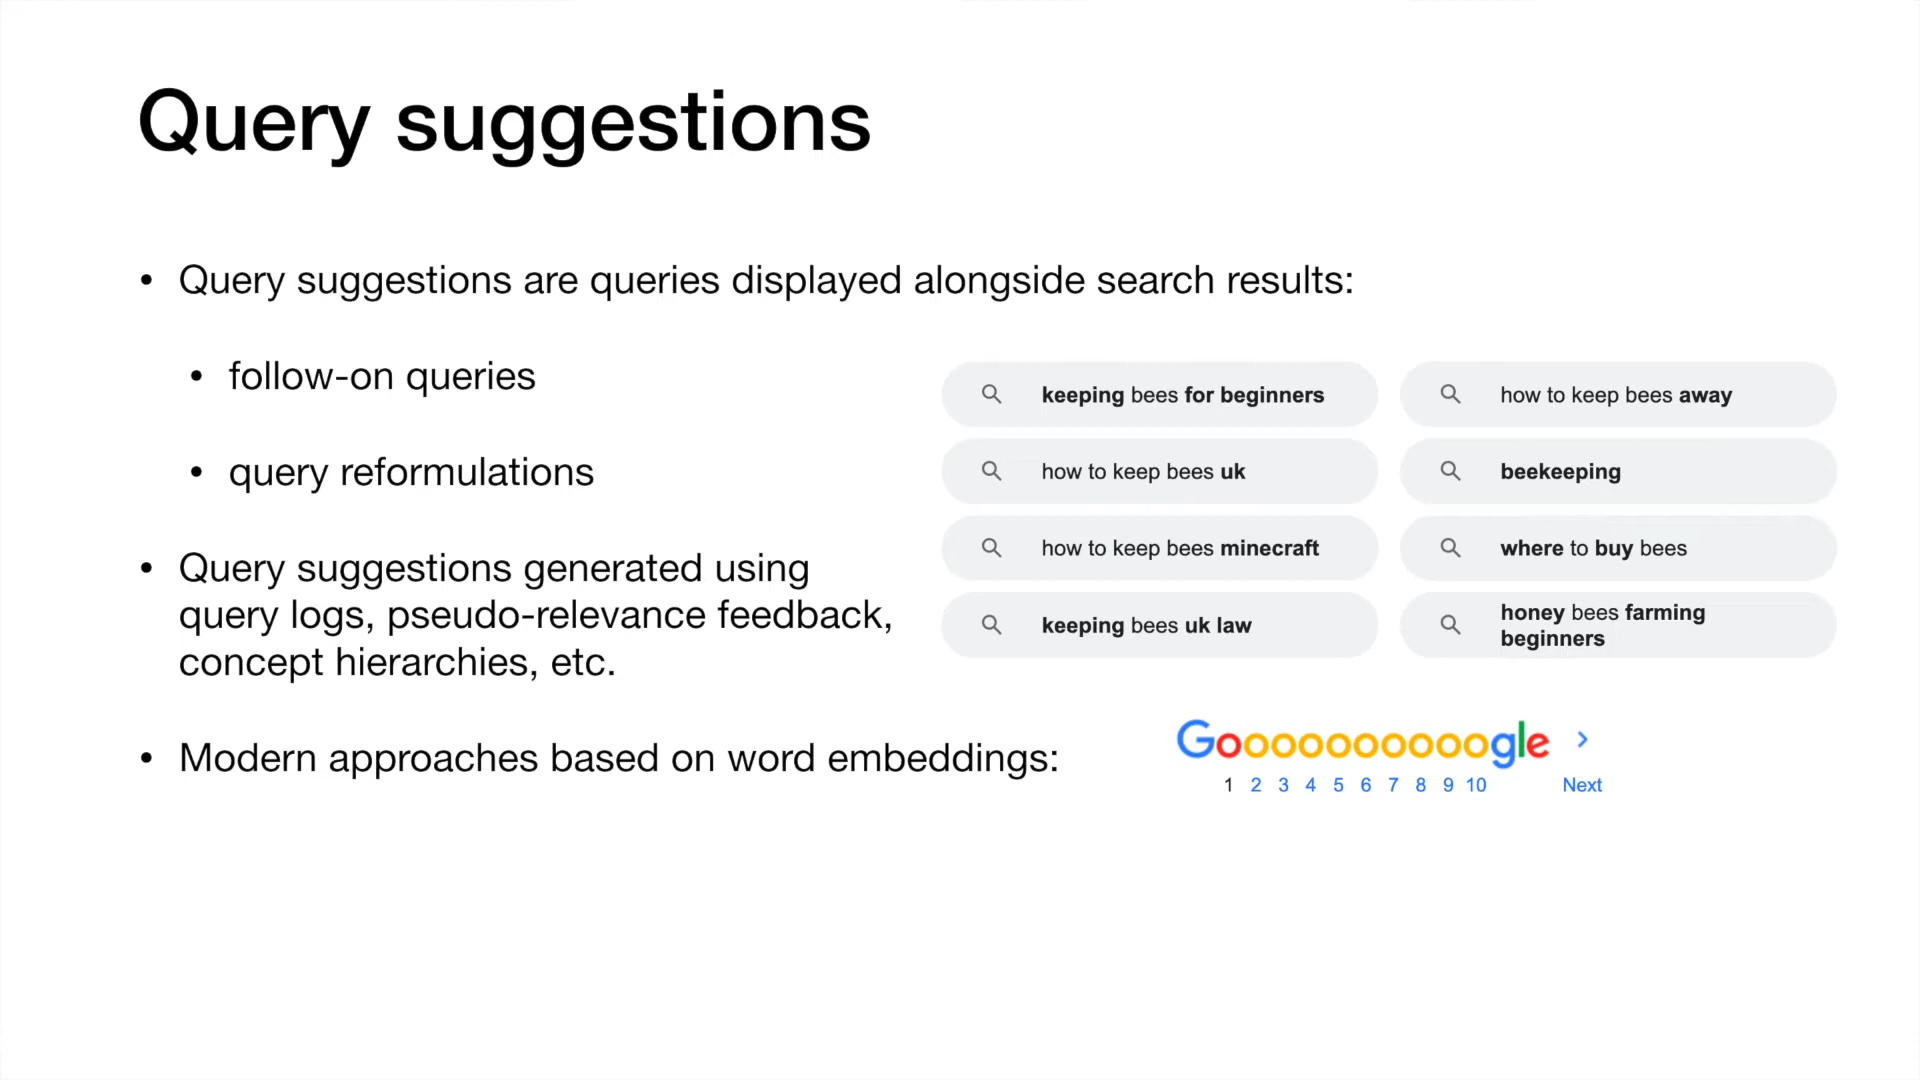 Query suggestions
• Query suggestions are queries displayed alongside search results:
• follow-on queries
• query reformulations
• Query suggestions generated using
query logs, pseudo-relevance feedback,
concept hierarchies, etc.
• Modern approaches based on word embeddings:
keeping bees for beginners
how to keep bees away
how to keep bees uk
beekeeping
how to keep bees minecraft
where to buy bees
keeping bees uk law
honey bees farming
beginners
Goooooooooogle >
1 2 3 4 5 6 7 8 9 10 Next